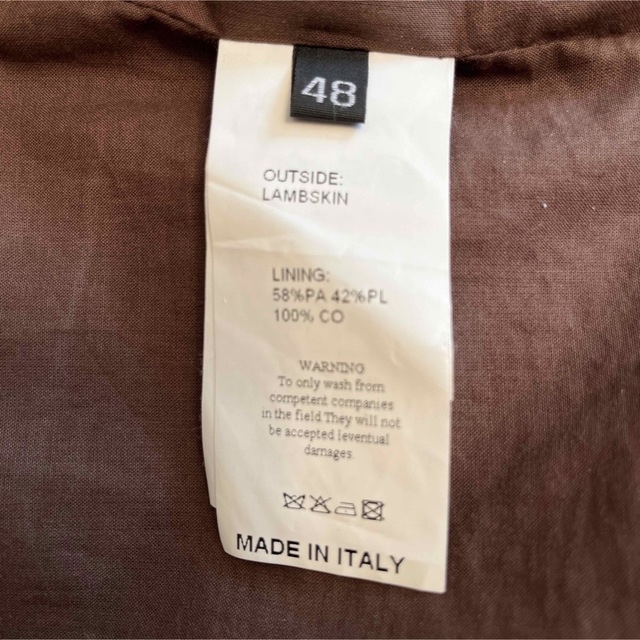 48
OUTSIDE:
LAMBSKIN
LINING:
58%PA 42%PL
100% CO
WARNING
To only wash from
competent companies
in the field.They will not
be accepted leventual
damages
MADE IN ITALY